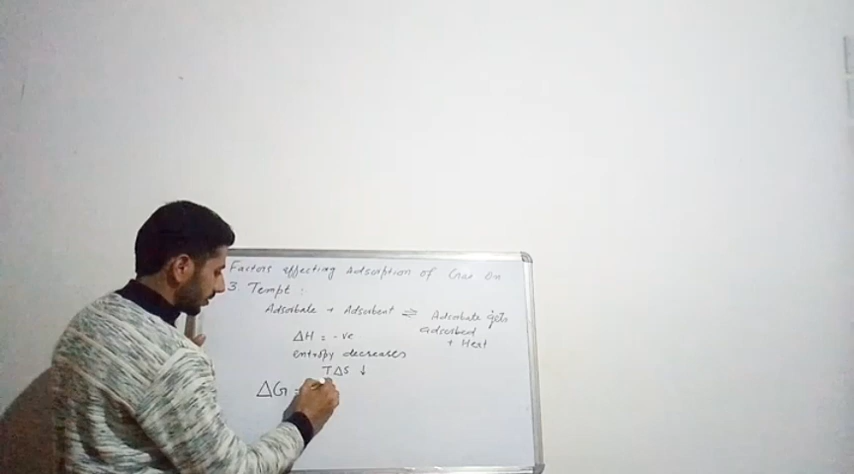 Factors effecting Adsorption of Gas on
3. Tempt :
Adsorbate + Adsorbent ⇌ Adsorbate gets
adsorbed
+ Heat
ΔH = -ve
entropy decreases
TΔS ↓
ΔG =